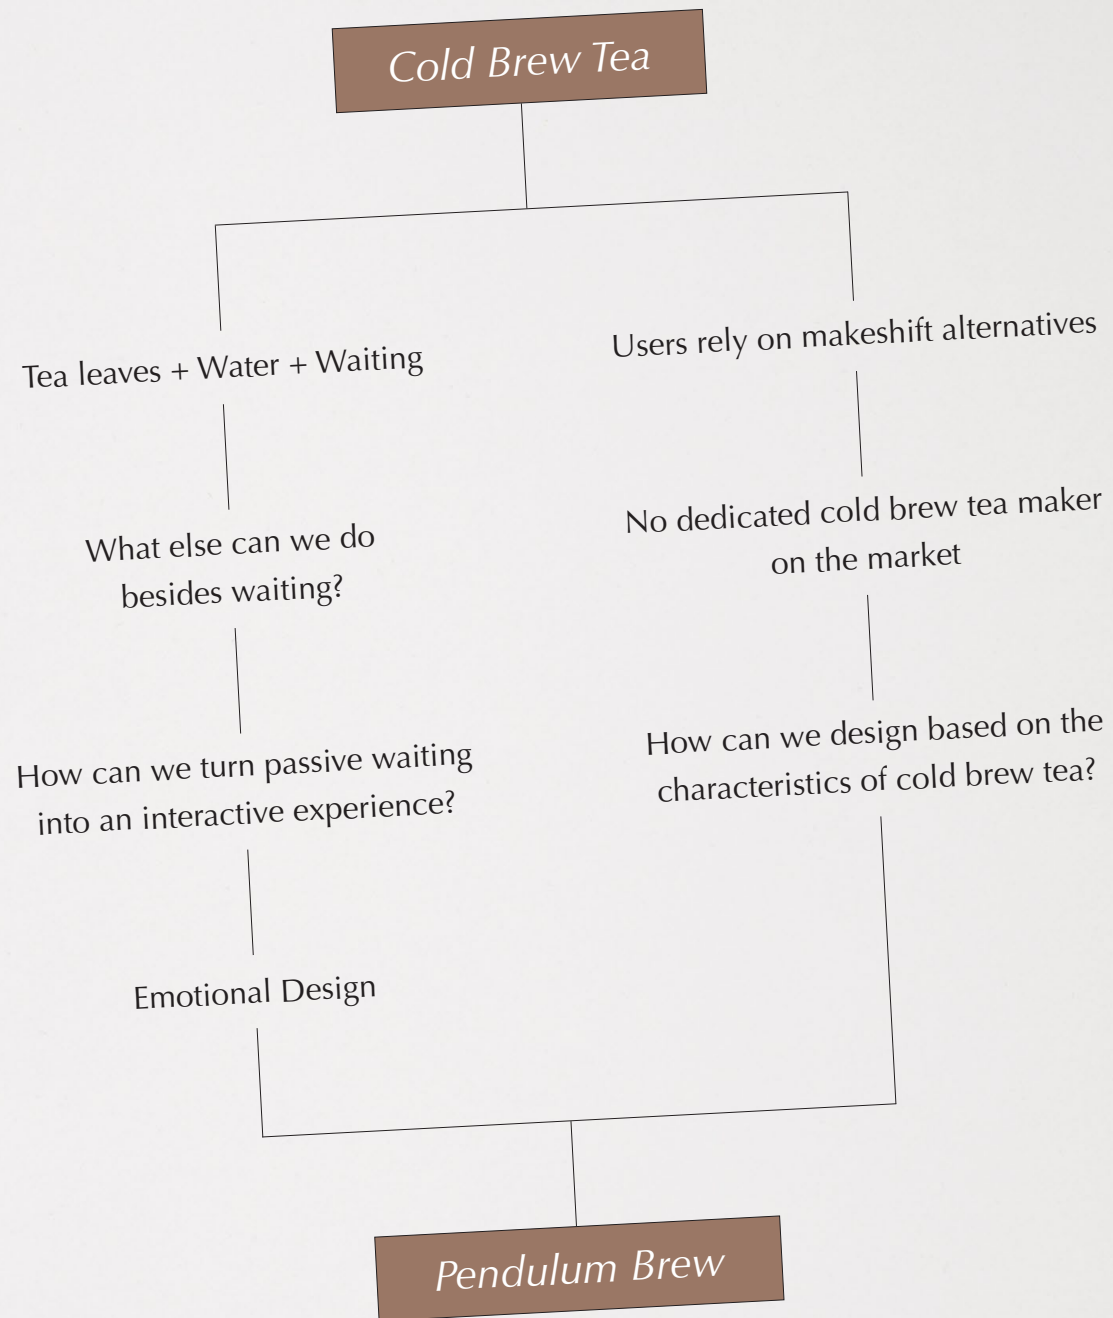 Cold Brew Tea
Tea leaves + Water + Waiting
What else can we do
besides waiting?
How can we turn passive waiting
into an interactive experience?
Emotional Design
Users rely on makeshift alternatives
No dedicated cold brew tea maker
on the market
How can we design based on the
characteristics of cold brew tea?
Pendulum Brew